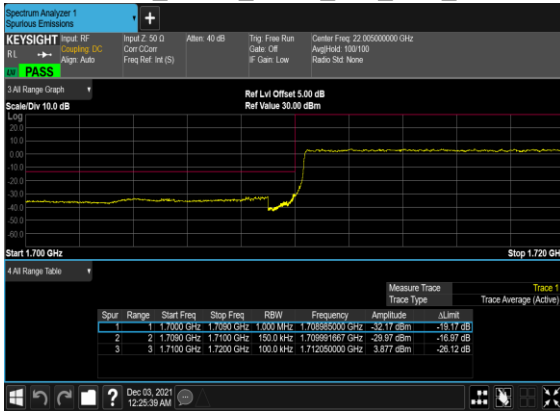 Spectrum Analyzer 1
Spurious Emissions
KEYSIGHT
Input: RF
Coupling: DC
Align: Auto
Input Z: 50 Ω
Corr CCorr
Freq Ref: Int (S)
Atten: 40 dB
Trig: Free Run
Gate: Off
IF Gain: Low
Center Freq: 22.005000000 GHz
Avg|Hold: 100/100
Radio Std: None
RL
PASS
3 All Range Graph
Scale/Div 10.0 dB
Ref Lvl Offset 5.00 dB
Ref Value 30.00 dBm
Log
20.0
10.0
0.00
-10.0
-20.0
-30.0
-40.0
-50.0
-60.0
Start 1.700 GHz
Stop 1.720 GHz
4 All Range Table
Measure Trace Trace 1
Trace Type Trace Average (Active)
Spur Range Start Freq Stop Freq RBW Frequency Amplitude ΔLimit
1 1 1.7000 GHz 1.7090 GHz 1.000 MHz 1.708985000 GHz -32.17 dBm -19.17 dB
2 2 1.7090 GHz 1.7100 GHz 150.0 kHz 1.709991667 GHz -29.97 dBm -16.97 dB
3 3 1.7100 GHz 1.7200 GHz 100.0 kHz 1.712050000 GHz 3.877 dBm -26.12 dB
Dec 03, 2021
12:25:39 AM